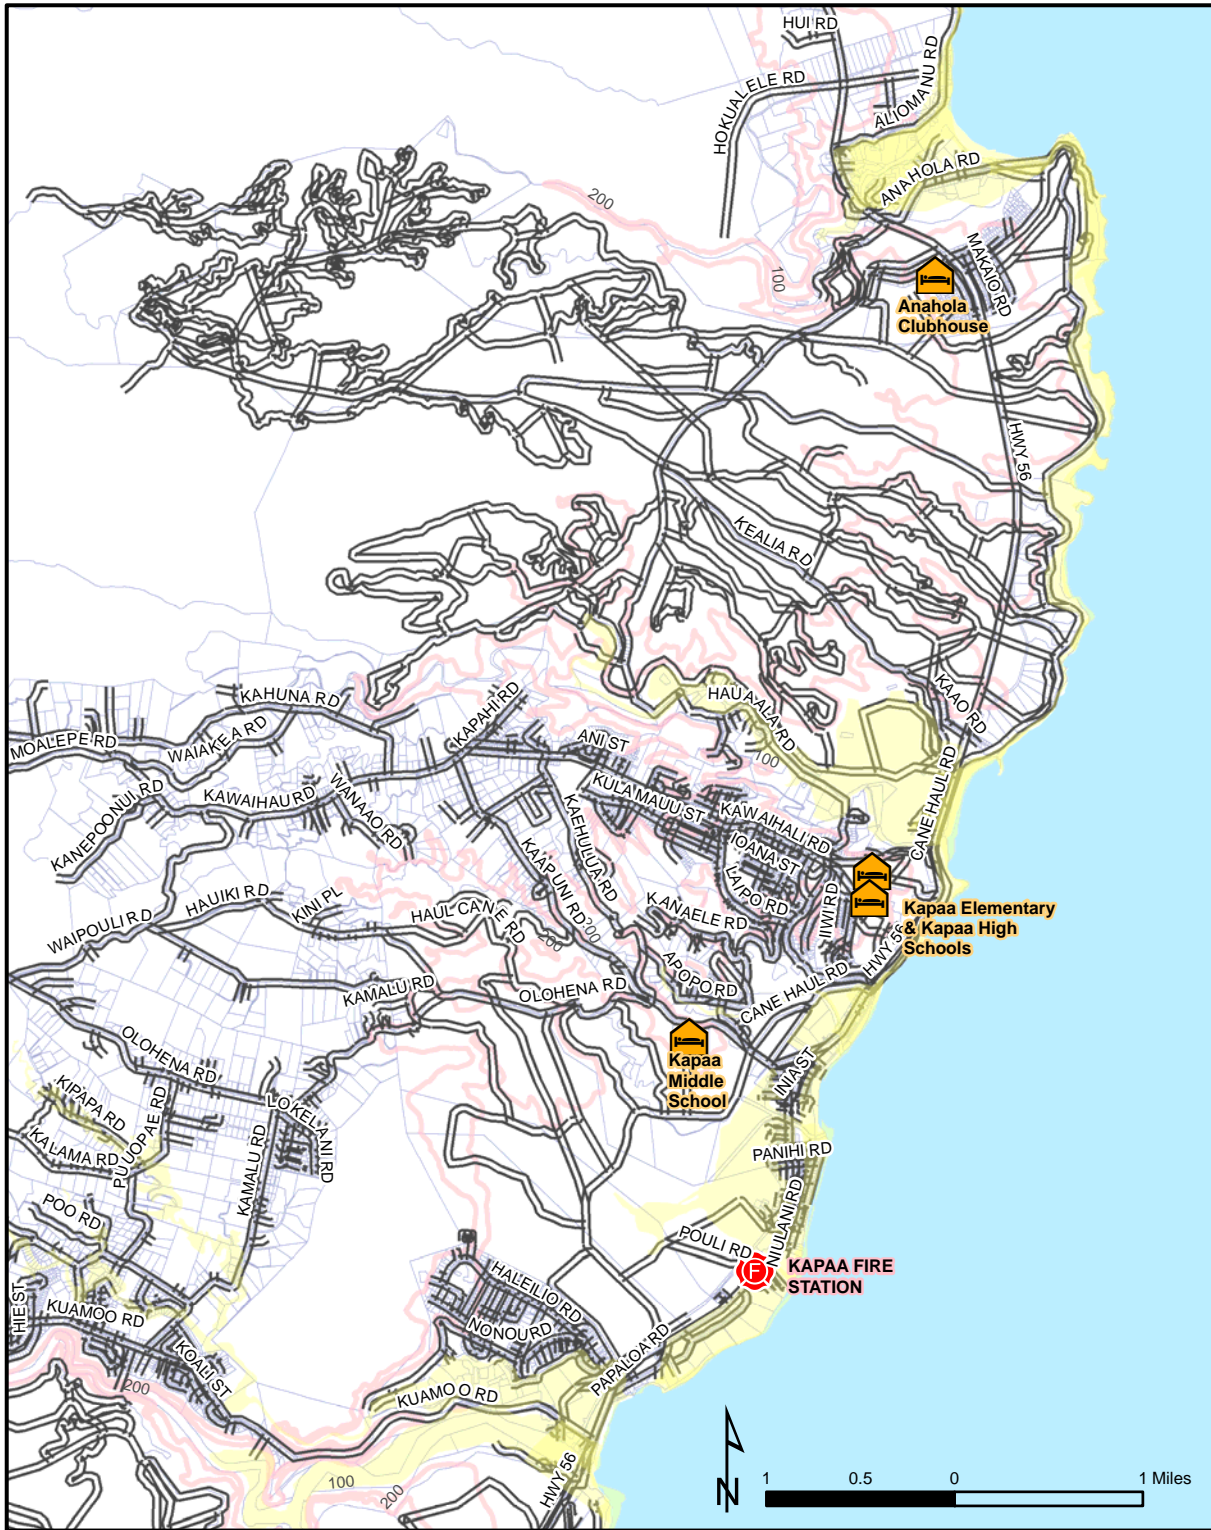 HUI RD
HOKUALELE RD
ALIOMANU RD
ANAHOLA RD
200
100
MAKAIO RD
Anahola
Clubhouse
HWY 56
KEALIA RD
KAHUNA RD
KAPAHI RD
HAUAALA RD
KAAO RD
MOALEPE RD
WAIAKEA RD
ANI ST
100
CANE HAUL RD
KANEPOONUI RD
KAWAIHAU RD
WANAAO RD
KULA MAUU ST
KAWAIHALI RD
IOANA ST
KAEHULUA RD
KAAPUNI RD
LAIPO RD
HAUIKI RD
KINI PL
HAUL CANE RD
KANAELE RD
IIWI RD
Kapaa Elementary
& Kapaa High
Schools
WAIPOULI RD
200
200
HWY 56
APOPO RD
CANE HAUL RD
KAMALU RD
OLOHENA RD
OLOHENA RD
Kapaa
Middle
School
INIA ST
KIPAPA RD
PUUOPAE RD
LOKELANI RD
KALAMA RD
KAMALU RD
PANIHI RD
POO RD
NIULANI RD
POULI RD
F
KAPAA FIRE
STATION
HALEILIO RD
HIE ST
KUAMOO RD
NONOU RD
KOALI ST
PAPALOA RD
200
KUAMOO RD
100
200
HWY 56
N
1 0.5 0 1 Miles